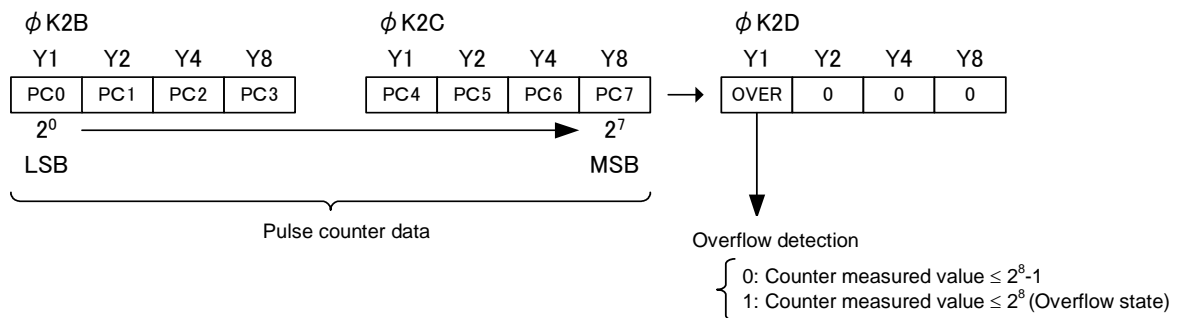 φK2B φK2C φK2D
Y1 Y2 Y4 Y8 Y1 Y2 Y4 Y8 Y1 Y2 Y4 Y8
PC0 PC1 PC2 PC3 PC4 PC5 PC6 PC7 OVER 0 0 0
2⁰ 2⁷
LSB MSB
Pulse counter data
Overflow detection
0: Counter measured value ≤ 2⁸-1
1: Counter measured value ≤ 2⁸ (Overflow state)